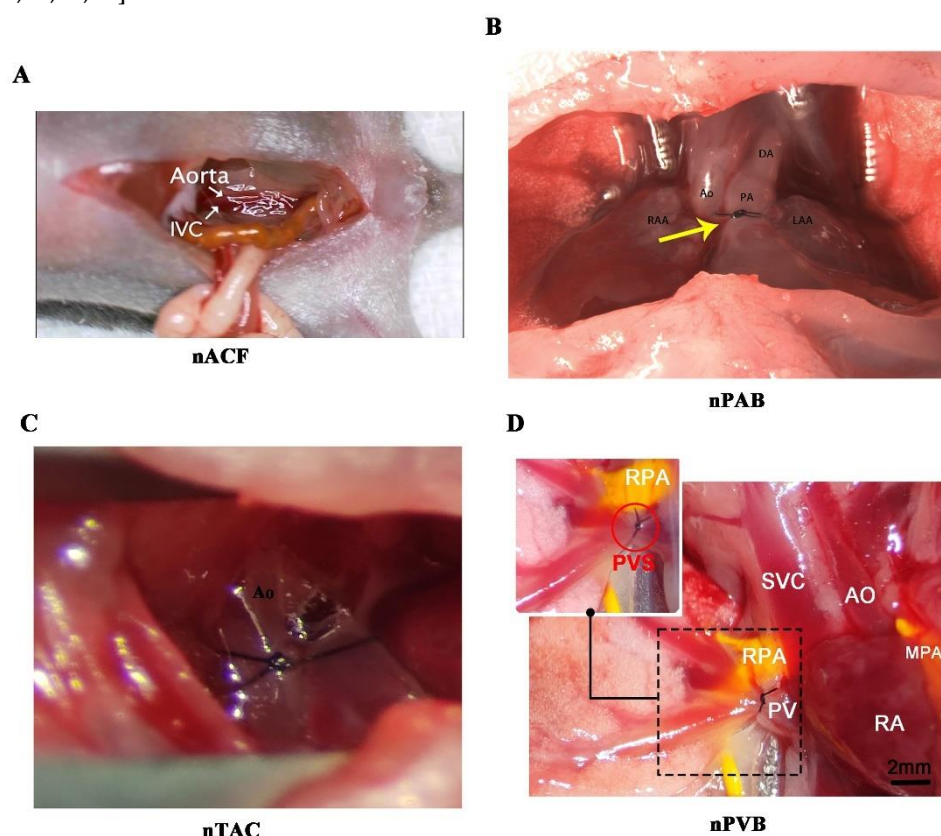 B
A
Aorta
IVC
nACF
DA
Ao
PA
RAA
LAA
nPAB
C
Ao
nTAC
D
RPA
PVS
SVC
AO
RPA
MPA
PV
RA
2mm
nPVB